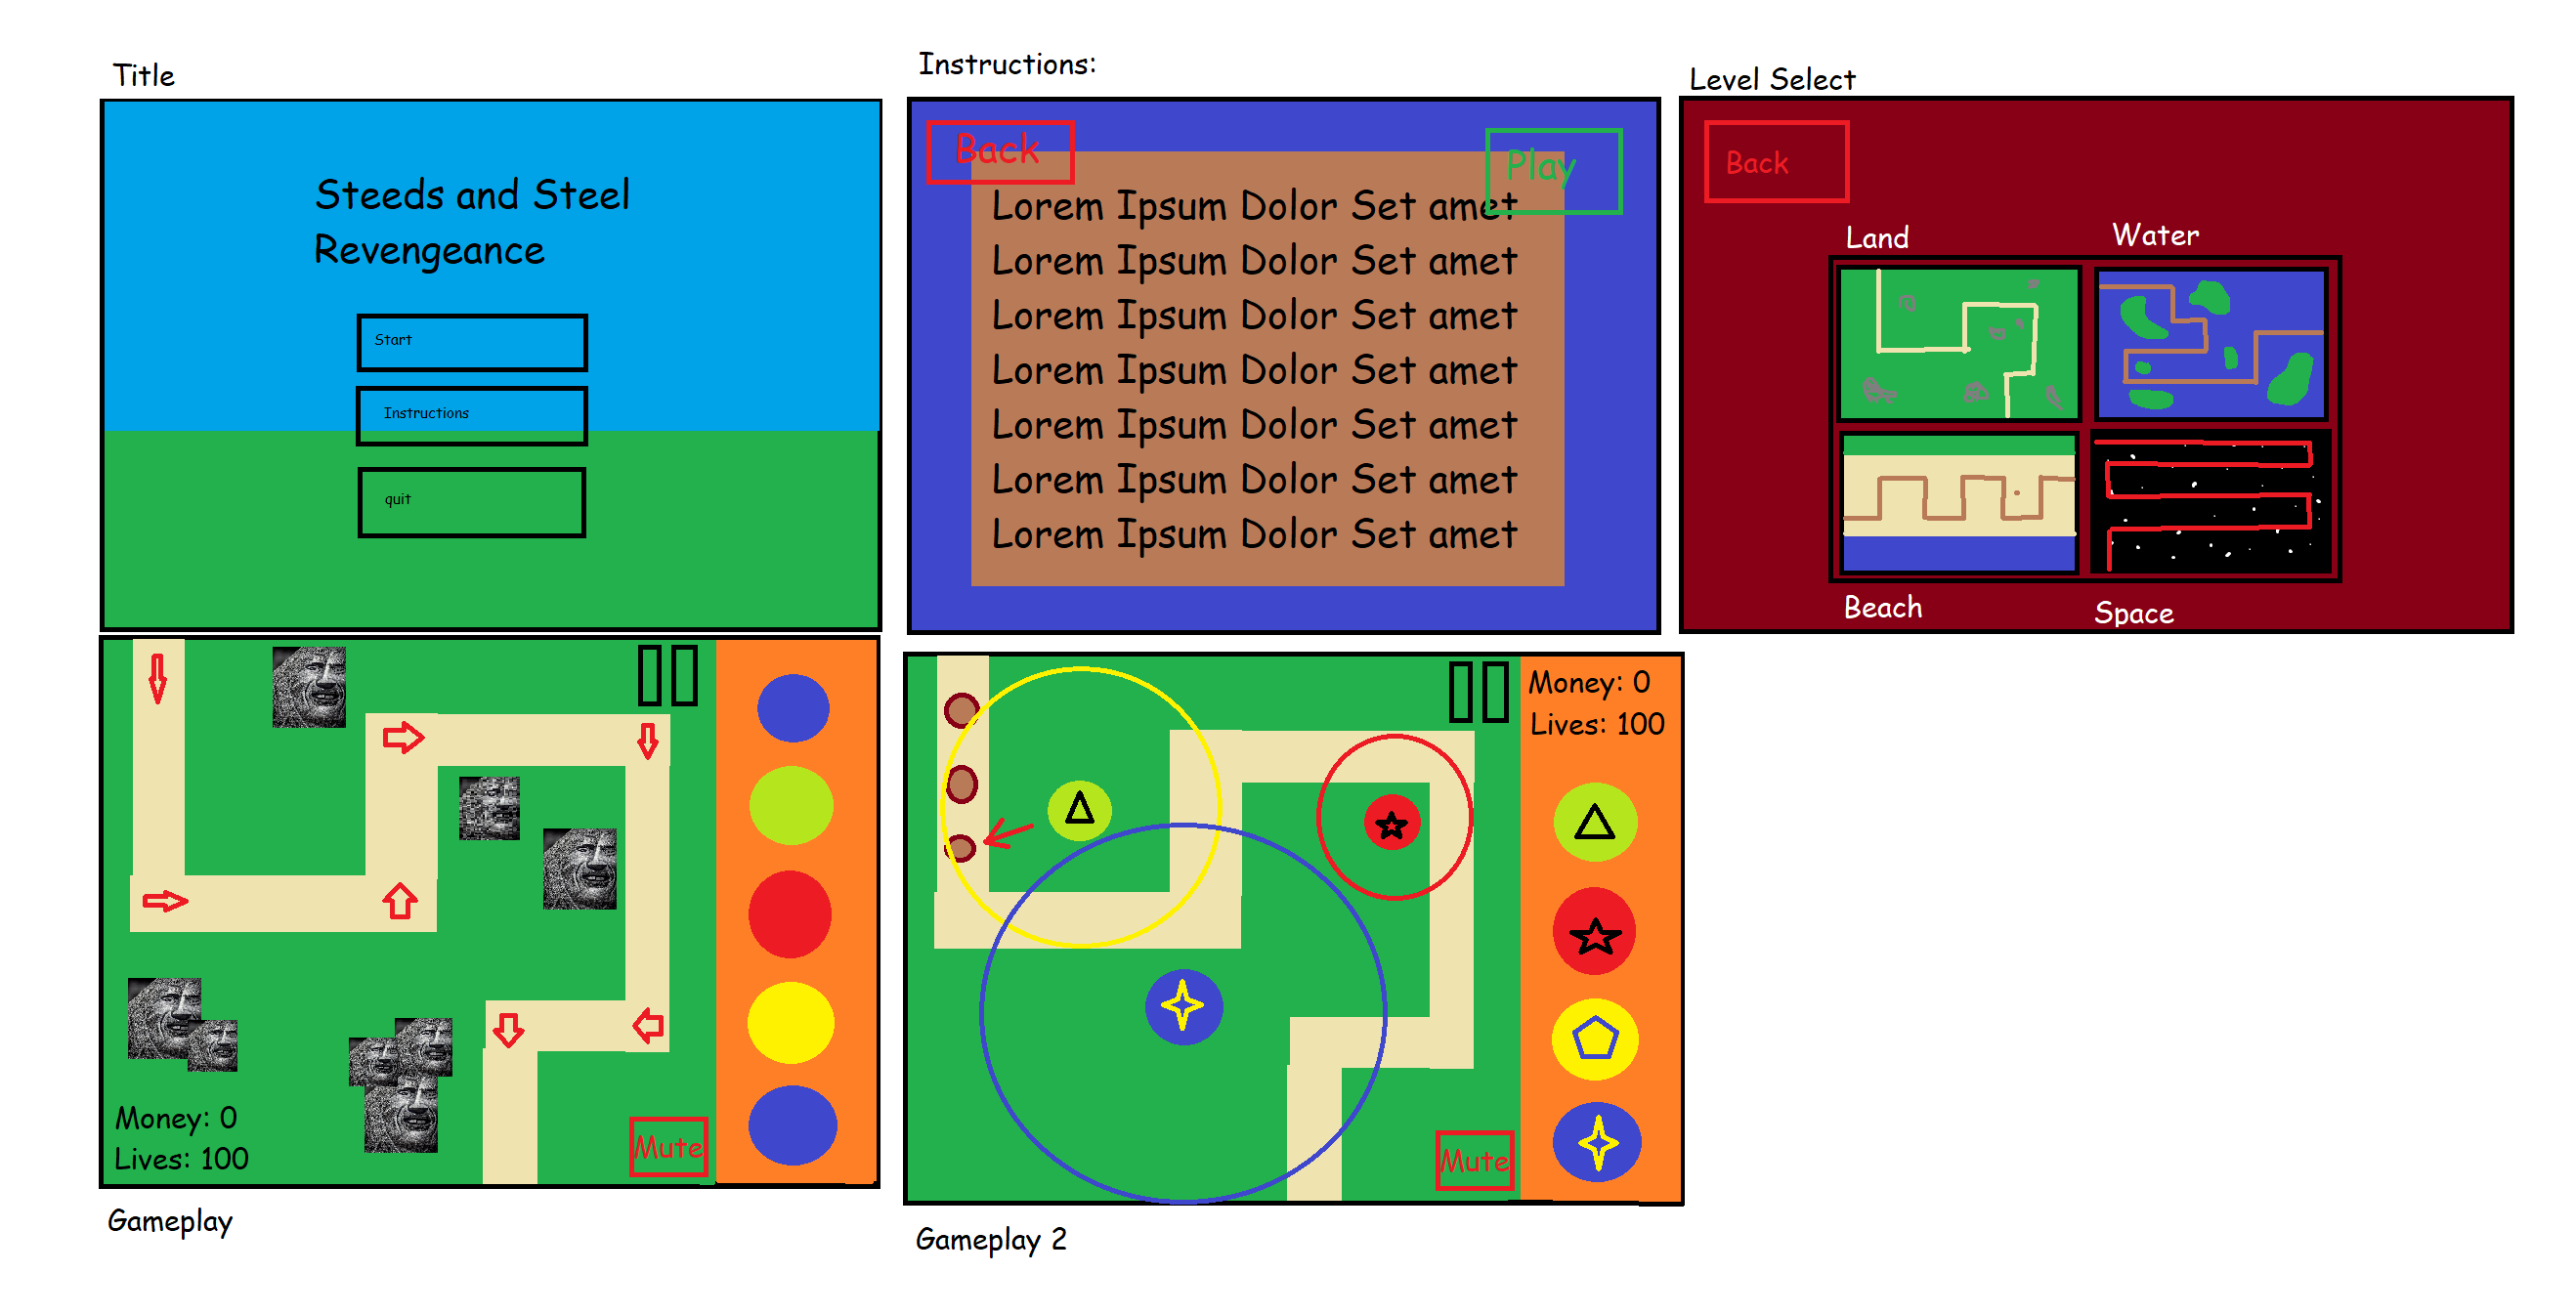 Title
Steeds and Steel
Revengeance
Start
Instructions
quit
Instructions:
Back
Play
Lorem Ipsum Dolor Set amet
Lorem Ipsum Dolor Set amet
Lorem Ipsum Dolor Set amet
Lorem Ipsum Dolor Set amet
Lorem Ipsum Dolor Set amet
Lorem Ipsum Dolor Set amet
Lorem Ipsum Dolor Set amet
Level Select
Back
Land
Water
Beach
Space
Money: 0
Lives: 100
Mute
Gameplay
Money: 0
Lives: 100
Mute
Gameplay 2